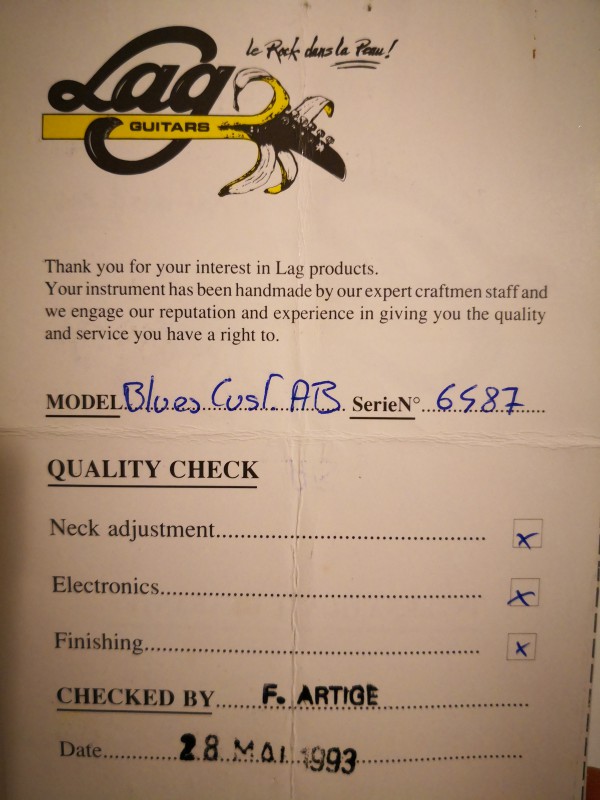 Lag
le Rock dans la Peau!
GUITARS
Thank you for your interest in Lag products.
Your instrument has been handmade by our expert craftmen staff and
we engage our reputation and experience in giving you the quality
and service you have a right to.
MODEL Blues Cust. AB SerieN° 6587
QUALITY CHECK
Neck adjustment x
Electronics x
Finishing x
CHECKED BY F. ARTIGE
Date 28 MAI 1993